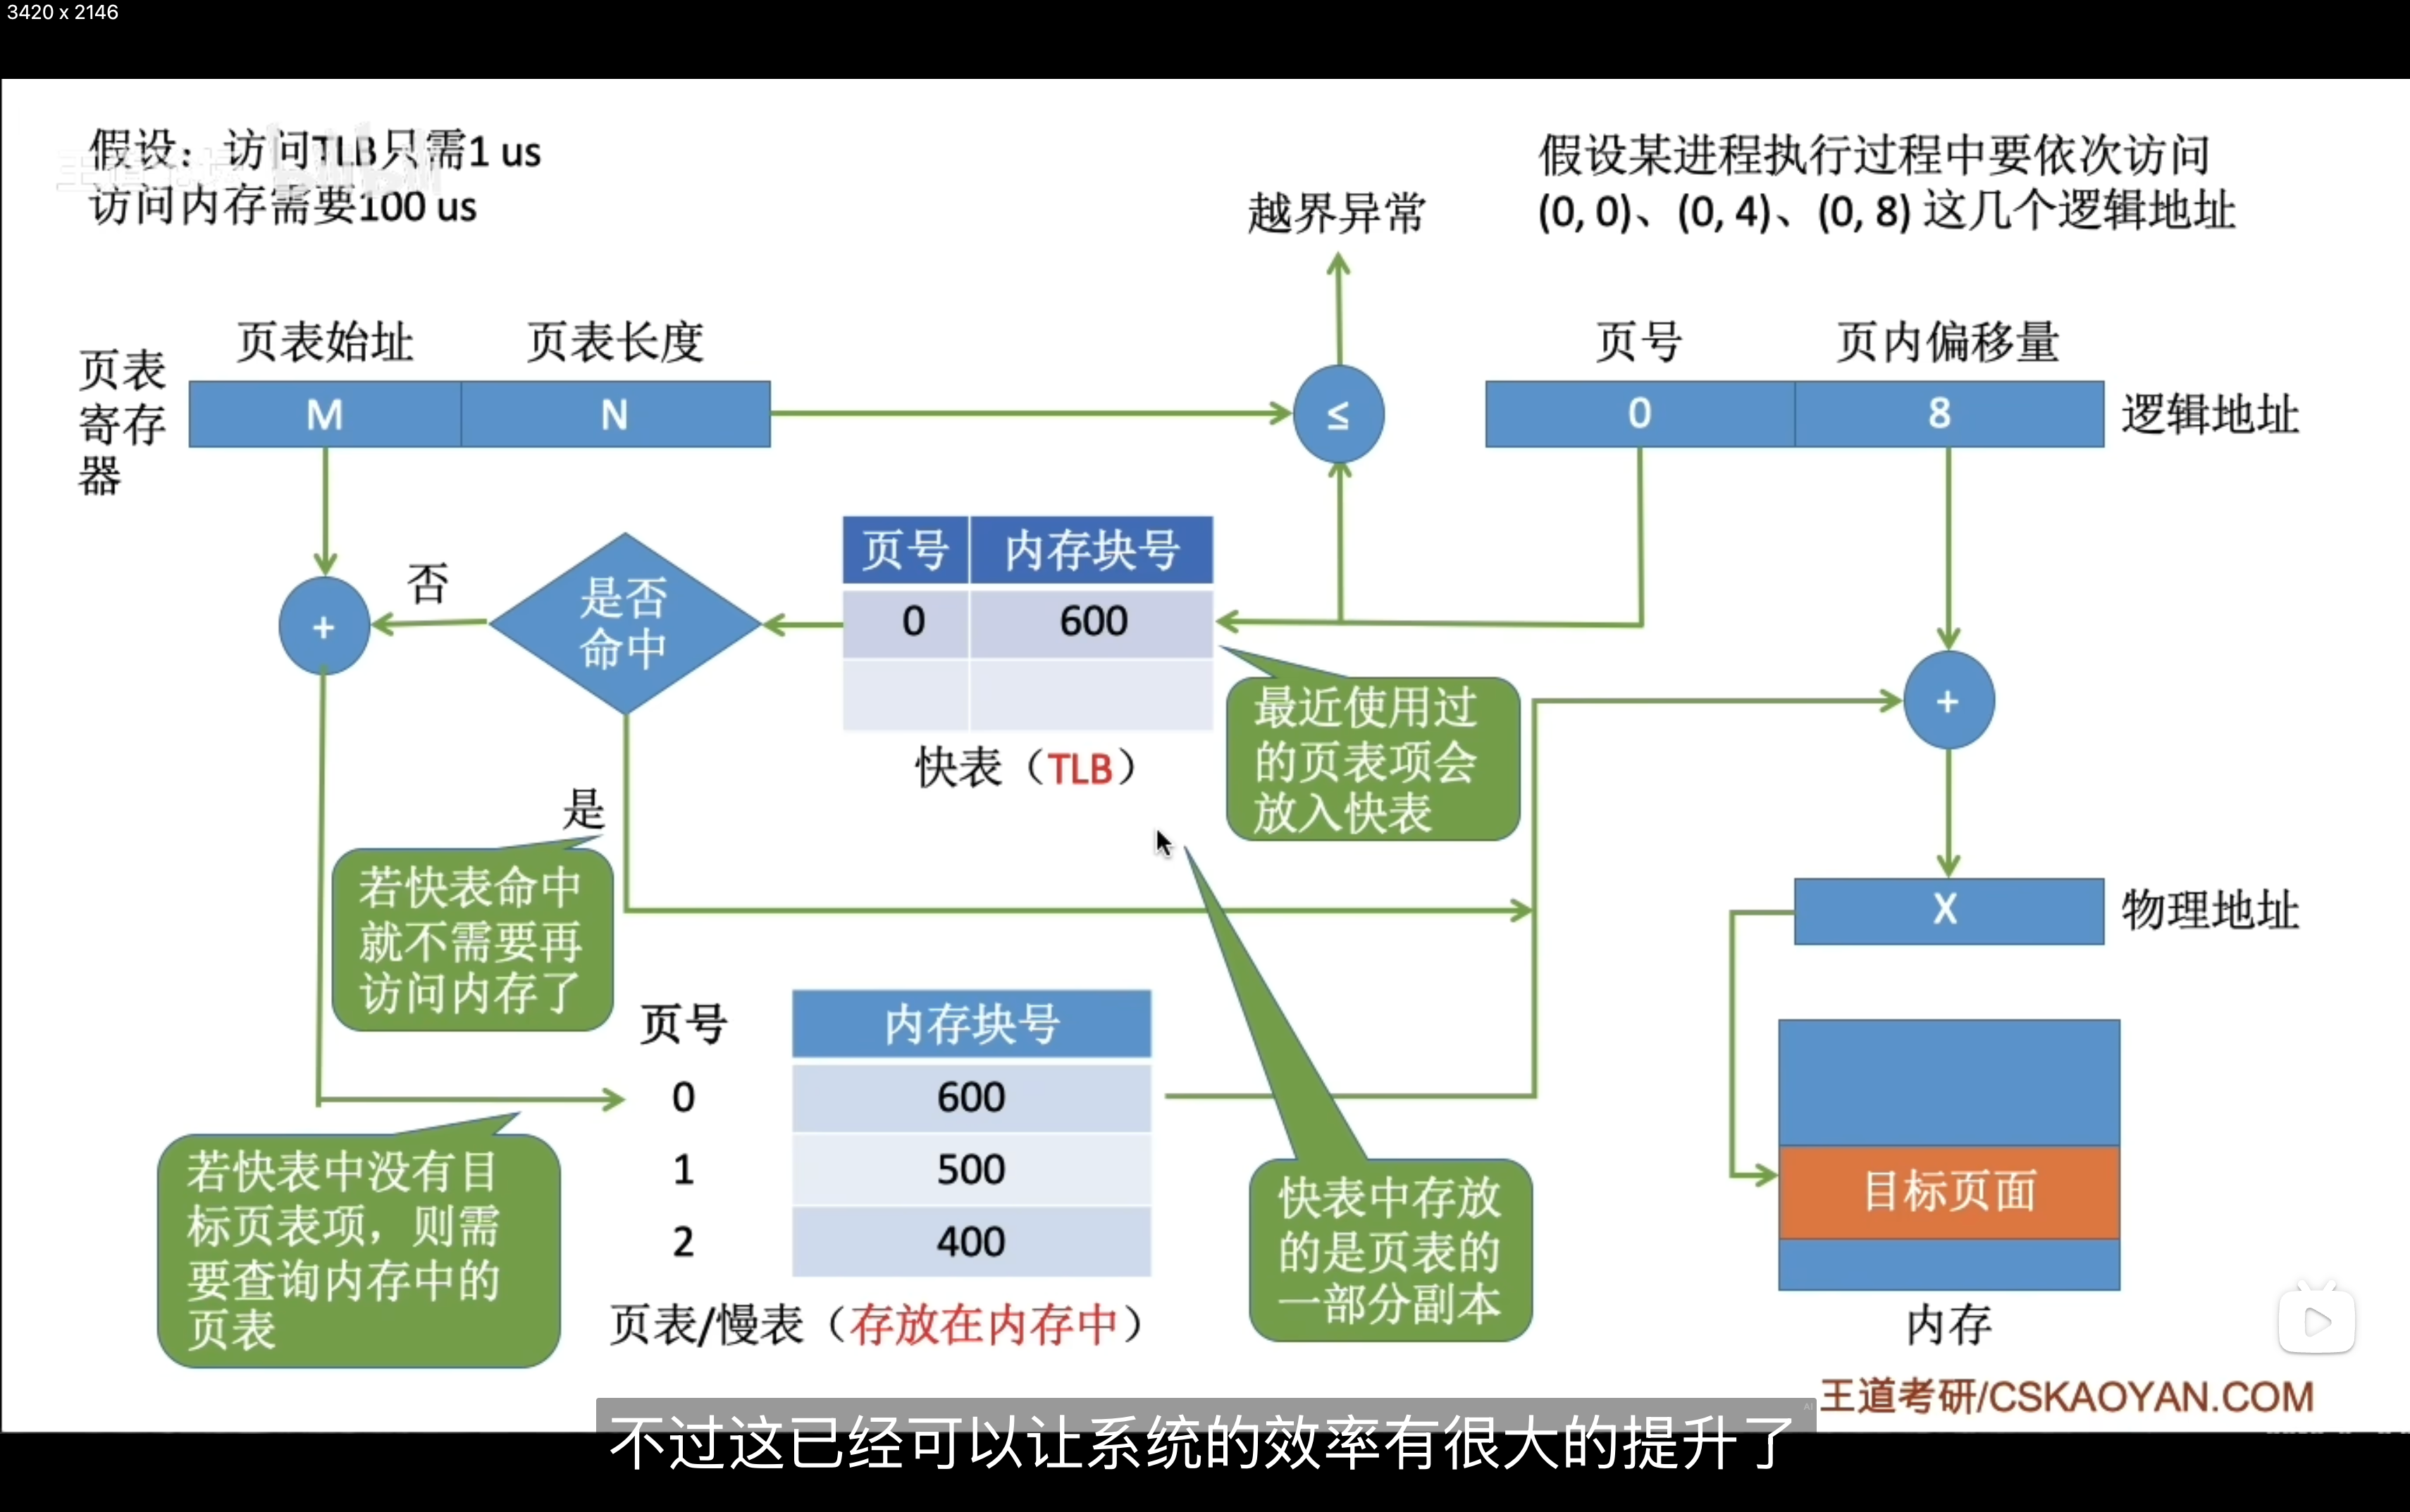 3420 x 2146
假设：访问TLB只需1 us
访问内存需要100 us
假设某进程执行过程中要依次访问
(0, 0)、(0, 4)、(0, 8) 这几个逻辑地址
越界异常
页表
寄存
器
页表始址
页表长度
M
N
≤
页号
页内偏移量
0
8
逻辑地址
+
否
是否
命中
页号
内存块号
0
600
快表（TLB）
最近使用过
的页表项会
放入快表
+
是
若快表命中
就不需要再
访问内存了
X
物理地址
页号
内存块号
0
600
1
500
2
400
页表/慢表（存放在内存中）
若快表中没有目
标页表项，则需
要查询内存中的
页表
快表中存放
的是页表的
一部分副本
目标页面
内存
王道考研/CSKAOYAN.COM
AI
不过这已经可以让系统的效率有很大的提升了